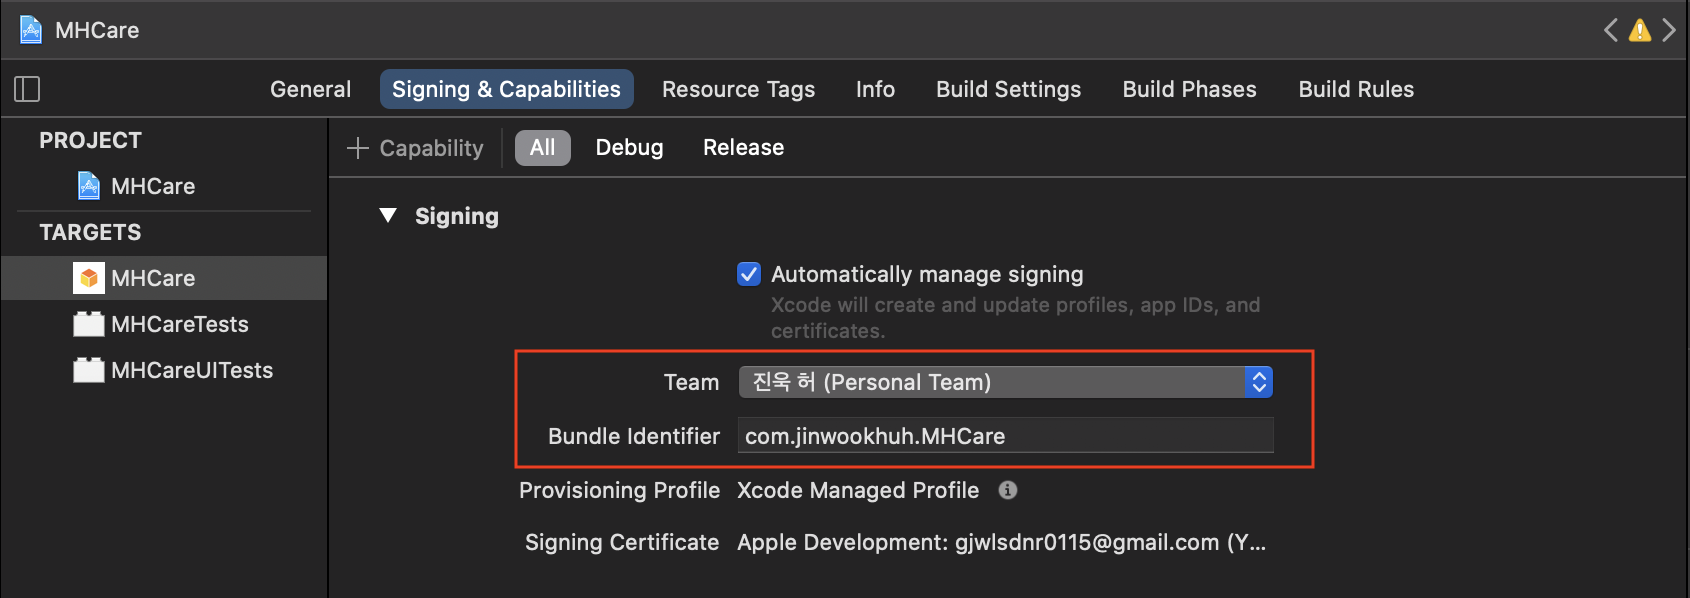 MHCare
General Signing & Capabilities Resource Tags Info Build Settings Build Phases Build Rules
PROJECT
MHCare
TARGETS
MHCare
MHCareTests
MHCareUITests
Capability All Debug Release
Signing
Automatically manage signing
Xcode will create and update profiles, app IDs, and
certificates.
Team 진욱 허 (Personal Team)
Bundle Identifier com.jinwookhuh.MHCare
Provisioning Profile Xcode Managed Profile
Signing Certificate Apple Development: gjwlsdnr0115@gmail.com (Y...